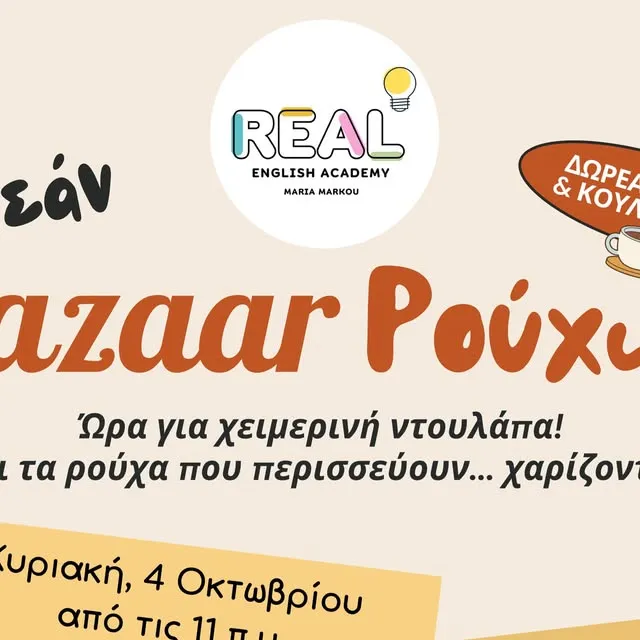 REAL
ENGLISH ACADEMY
MARIA MARKOU
εάν
ΔΩΡΕΑ
& ΚΟΥΛ
azaar Ρούχω
Ώρα για χειμερινή ντουλάπα!
ι τα ρούχα που περισσεύουν... χαρίζοντ
Κυριακή, 4 Οκτωβρίου
από τις 11 π.μ.